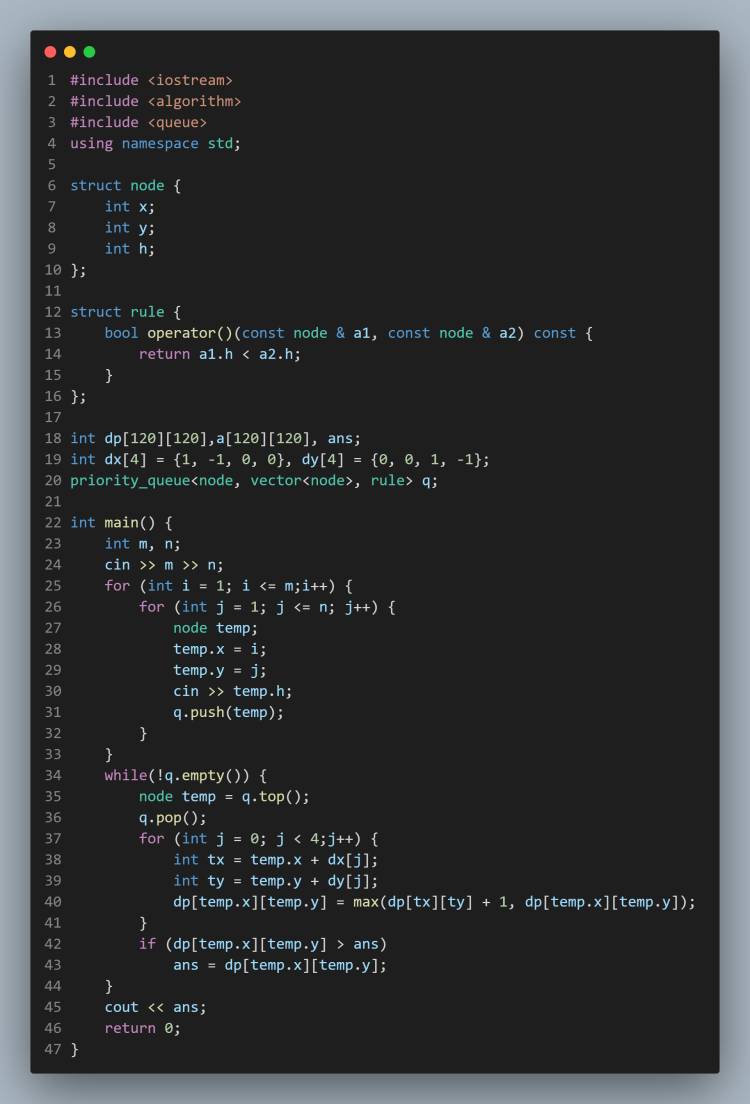 1 #include <iostream>
2 #include <algorithm>
3 #include <queue>
4 using namespace std;
5
6 struct node {
7     int x;
8     int y;
9     int h;
10 };
11
12 struct rule {
13     bool operator()(const node & a1, const node & a2) const {
14         return a1.h < a2.h;
15     }
16 };
17
18 int dp[120][120],a[120][120], ans;
19 int dx[4] = {1, -1, 0, 0}, dy[4] = {0, 0, 1, -1};
20 priority_queue<node, vector<node>, rule> q;
21
22 int main() {
23     int m, n;
24     cin >> m >> n;
25     for (int i = 1; i <= m;i++) {
26         for (int j = 1; j <= n; j++) {
27             node temp;
28             temp.x = i;
29             temp.y = j;
30             cin >> temp.h;
31             q.push(temp);
32         }
33     }
34     while(!q.empty()) {
35         node temp = q.top();
36         q.pop();
37         for (int j = 0; j < 4;j++) {
38             int tx = temp.x + dx[j];
39             int ty = temp.y + dy[j];
40             dp[temp.x][temp.y] = max(dp[tx][ty] + 1, dp[temp.x][temp.y]);
41         }
42         if (dp[temp.x][temp.y] > ans)
43             ans = dp[temp.x][temp.y];
44     }
45     cout << ans;
46     return 0;
47 }